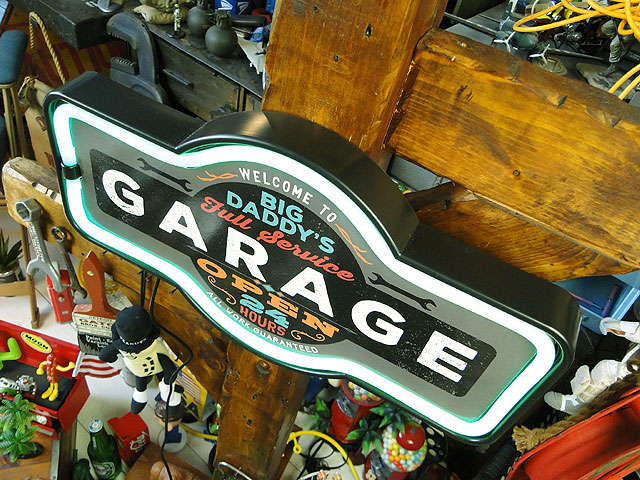 WELCOME TO
BIG
DADDY'S
Full Service
GARAGE
OPEN
24
HOURS
ALL WORK GUARANTEED